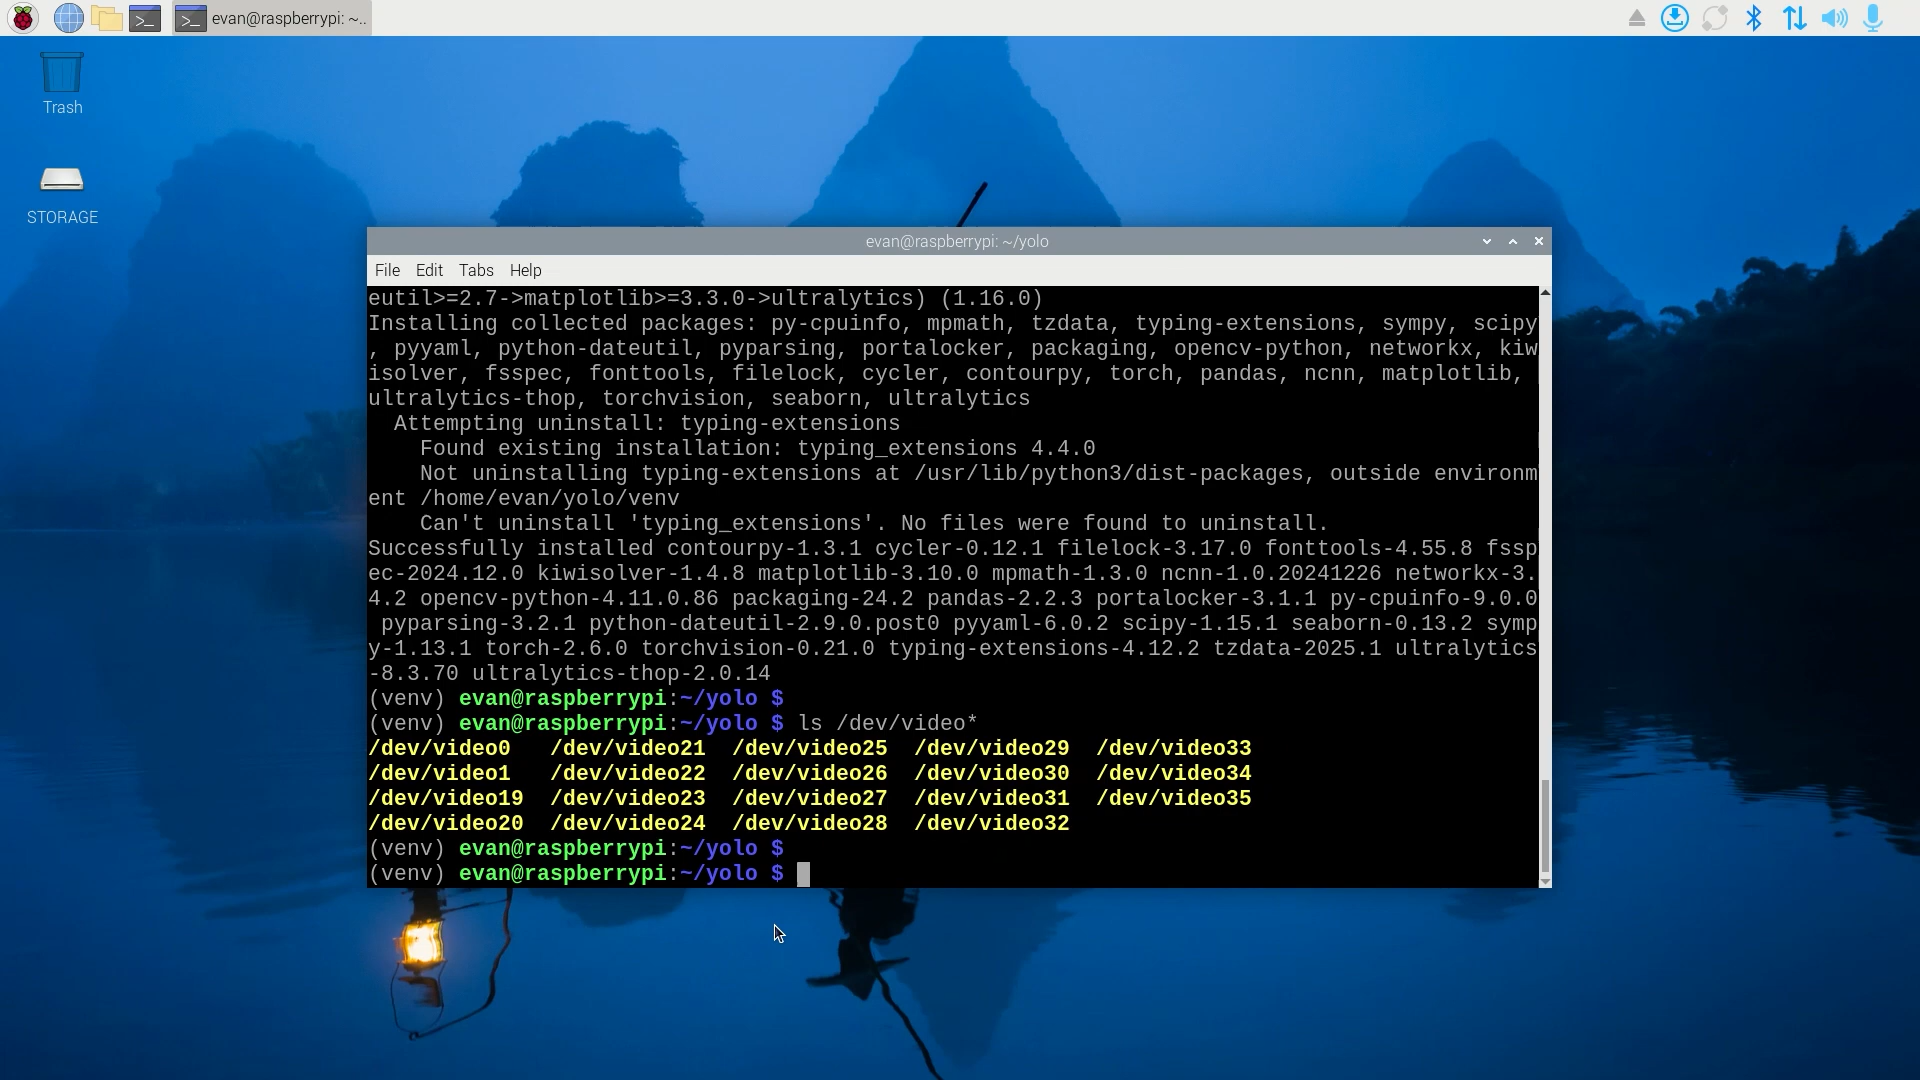 evan@raspberrypi: ~..
Trash
STORAGE
evan@raspberrypi: ~/yolo
File Edit Tabs Help
eutil>=2.7->matplotlib>=3.3.0->ultralytics) (1.16.0)
Installing collected packages: py-cpuinfo, mpmath, tzdata, typing-extensions, sympy, scipy
, pyyaml, python-dateutil, pyparsing, portalocker, packaging, opencv-python, networkx, kiw
isolver, fsspec, fonttools, filelock, cycler, contourpy, torch, pandas, ncnn, matplotlib,
ultralytics-thop, torchvision, seaborn, ultralytics
  Attempting uninstall: typing-extensions
    Found existing installation: typing_extensions 4.4.0
    Not uninstalling typing-extensions at /usr/lib/python3/dist-packages, outside environm
ent /home/evan/yolo/venv
    Can't uninstall 'typing_extensions'. No files were found to uninstall.
Successfully installed contourpy-1.3.1 cycler-0.12.1 filelock-3.17.0 fonttools-4.55.8 fssp
ec-2024.12.0 kiwisolver-1.4.8 matplotlib-3.10.0 mpmath-1.3.0 ncnn-1.0.20241226 networkx-3.
4.2 opencv-python-4.11.0.86 packaging-24.2 pandas-2.2.3 portalocker-3.1.1 py-cpuinfo-9.0.0
 pyparsing-3.2.1 python-dateutil-2.9.0.post0 pyyaml-6.0.2 scipy-1.15.1 seaborn-0.13.2 symp
y-1.13.1 torch-2.6.0 torchvision-0.21.0 typing-extensions-4.12.2 tzdata-2025.1 ultralytics
-8.3.70 ultralytics-thop-2.0.14
(venv) evan@raspberrypi:~/yolo $
(venv) evan@raspberrypi:~/yolo $ ls /dev/video*
/dev/video0   /dev/video21  /dev/video25  /dev/video29  /dev/video33
/dev/video1   /dev/video22  /dev/video26  /dev/video30  /dev/video34
/dev/video19  /dev/video23  /dev/video27  /dev/video31  /dev/video35
/dev/video20  /dev/video24  /dev/video28  /dev/video32
(venv) evan@raspberrypi:~/yolo $
(venv) evan@raspberrypi:~/yolo $